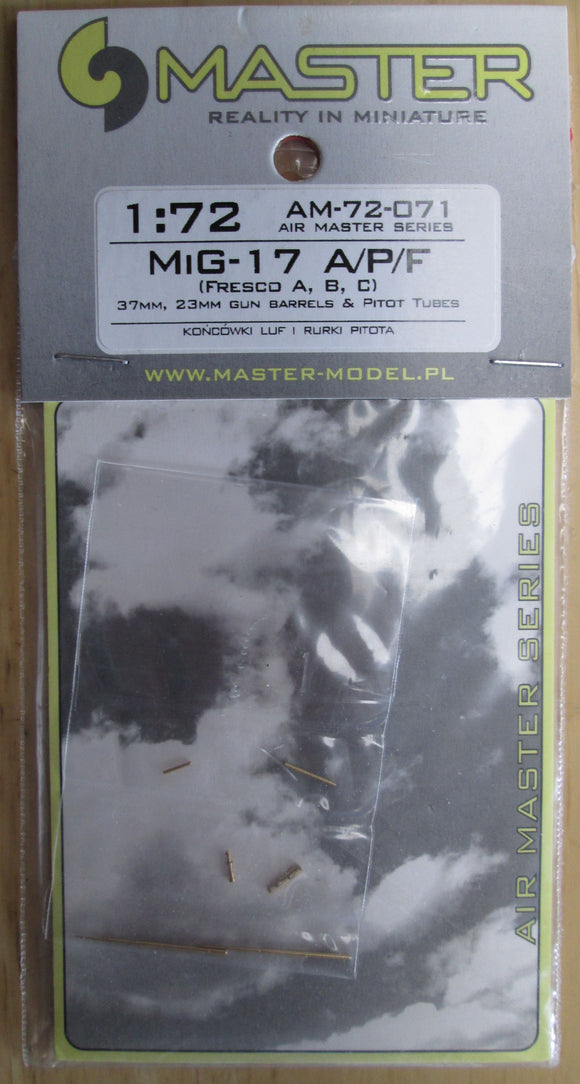 MASTER
REALITY IN MINIATURE
1:72 AM-72-071
AIR MASTER SERIES
MiG-17 A/P/F
(Fresco A, B, C)
37mm, 23mm gun barrels & Pitot Tubes
KOŃCÓWKI LUF I RURKI PITOTA
WWW.MASTER-MODEL.PL
AIR MASTER SERIES